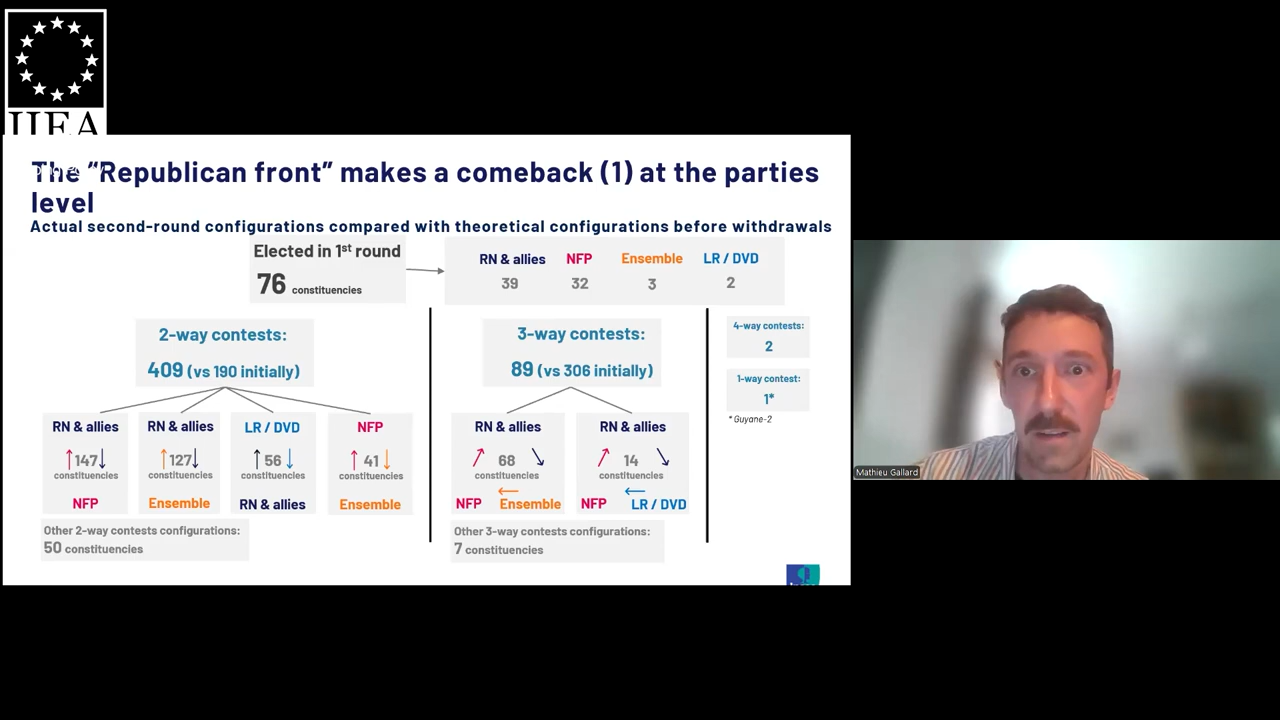 IIEA
The “Republican front” makes a comeback (1) at the parties
level
Actual second-round configurations compared with theoretical configurations before withdrawals
Elected in 1st round
76 constituencies
RN & allies NFP Ensemble LR / DVD
39 32 3 2
2-way contests:
409 (vs 190 initially)
RN & allies
147
constituencies
NFP
RN & allies
127
constituencies
Ensemble
LR / DVD
56
constituencies
RN & allies
NFP
41
constituencies
Ensemble
Other 2-way contests configurations:
50 constituencies
3-way contests:
89 (vs 306 initially)
RN & allies
68
constituencies
NFP Ensemble
RN & allies
14
constituencies
NFP LR / DVD
Other 3-way contests configurations:
7 constituencies
4-way contests:
2
1-way contest:
1*
* Guyane-2
Mathieu Gallard